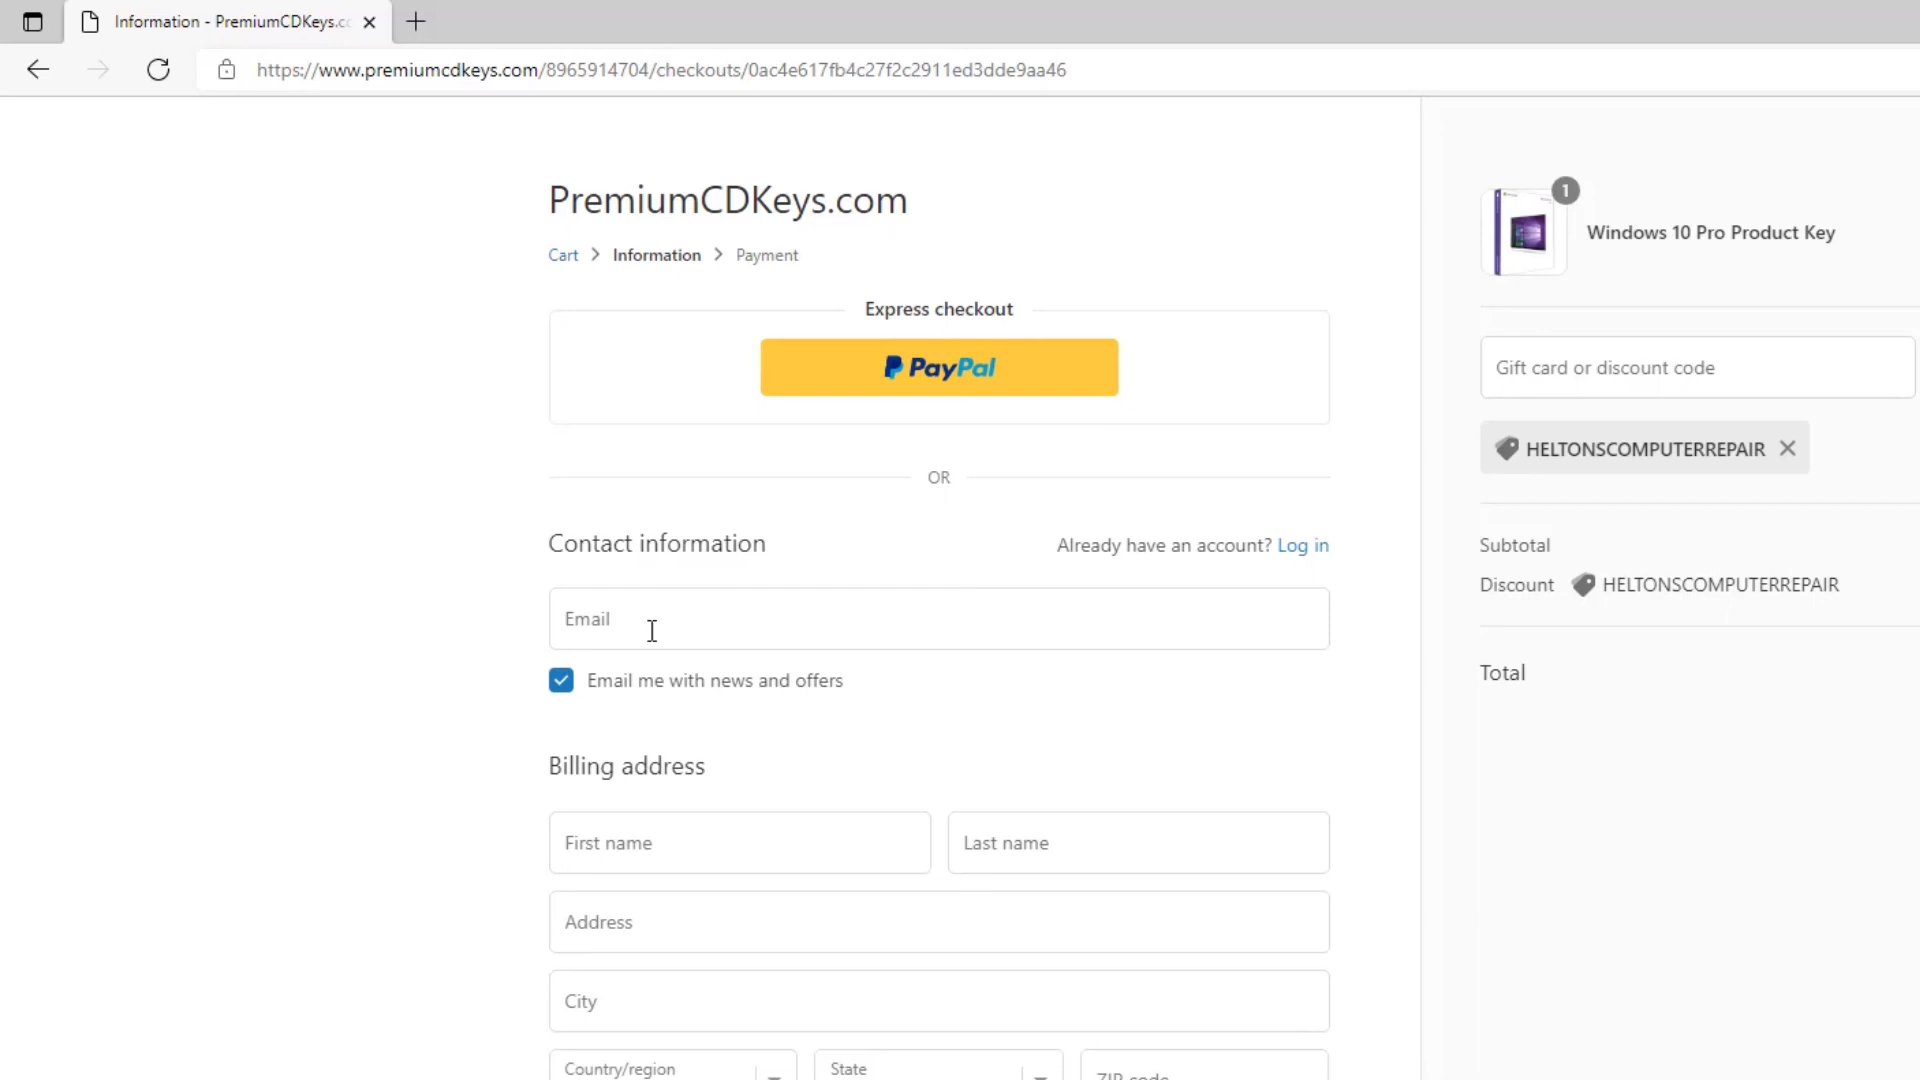 Information - PremiumCDKeys.c
https://www.premiumcdkeys.com/8965914704/checkouts/0ac4e617fb4c27f2c2911ed3dde9aa46
PremiumCDKeys.com
Cart > Information > Payment
Express checkout
PayPal
OR
Contact information
Already have an account? Log in
Email
Email me with news and offers
Billing address
First name
Last name
Address
City
Country/region
State
ZIP code
1
Windows 10 Pro Product Key
Gift card or discount code
HELTONSCOMPUTERREPAIR
Subtotal
Discount HELTONSCOMPUTERREPAIR
Total